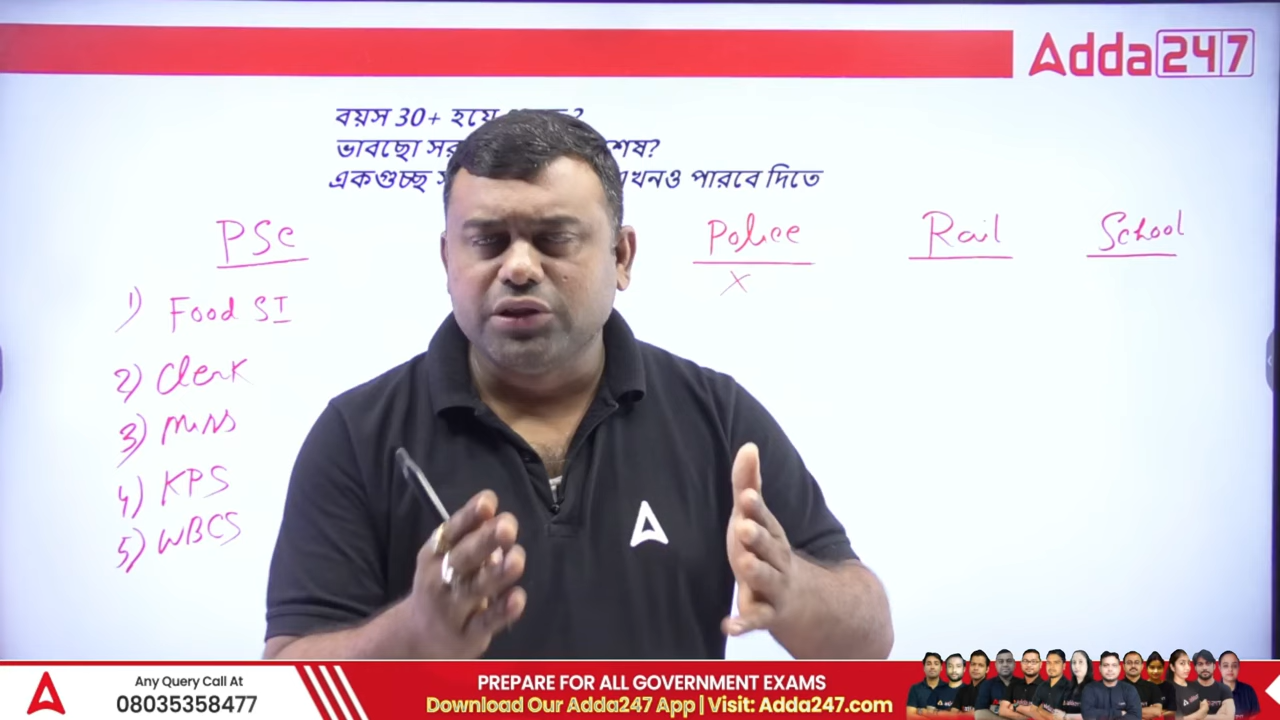 Adda247
বয়স 30+ হয়ে
ভাবছো শেষ?
একগুচ্ছ এখনও পারবে দিতে
PSC Police Rail School
X
1) Food SI
2) Clerk
3) MISS
4) KPS
5) WBCS
Any Query Call At
08035358477
PREPARE FOR ALL GOVERNMENT EXAMS
Download Our Adda247 App | Visit: Adda247.com